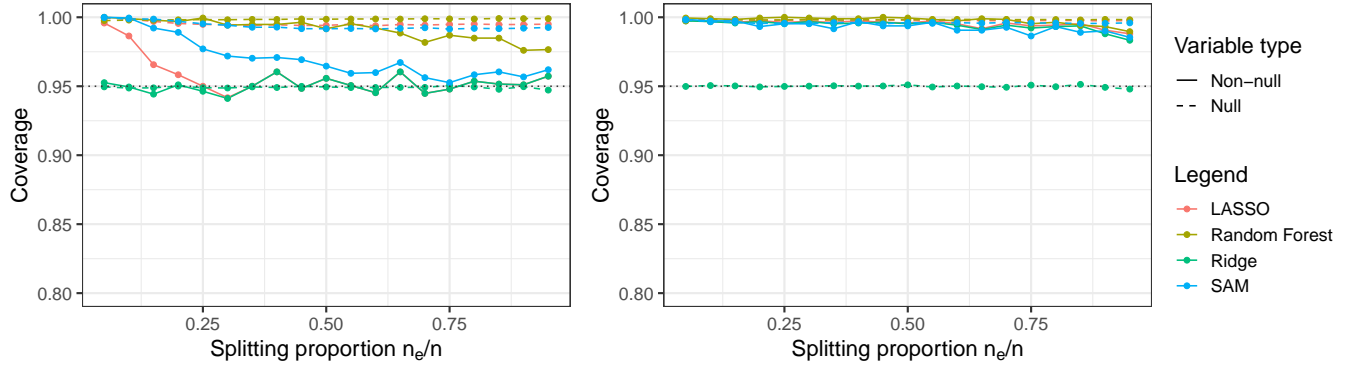 1.00
0.95
0.90
0.85
0.80
Coverage
0.25
0.50
0.75
Splitting proportion nₑ/n
1.00
0.95
0.90
0.85
0.80
Coverage
0.25
0.50
0.75
Splitting proportion nₑ/n
Variable type
Non−null
Null
Legend
LASSO
Random Forest
Ridge
SAM